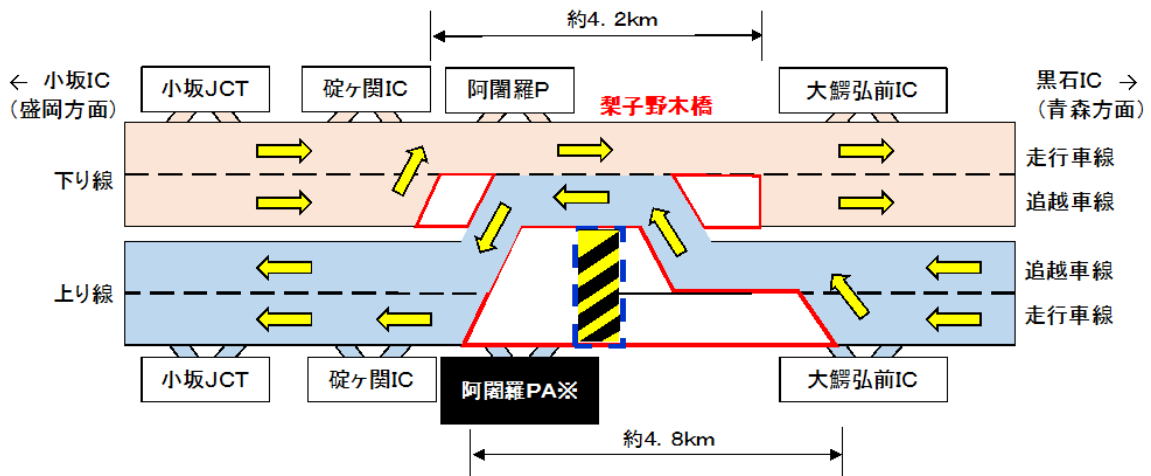 約4．2km
← 小坂IC
（盛岡方面）
小坂JCT
碇ヶ関IC
阿闍羅P
大鰐弘前IC
黒石IC →
（青森方面）
梨子野木橋
下り線
走行車線
追越車線
上り線
追越車線
走行車線
小坂JCT
碇ヶ関IC
阿闍羅PA※
大鰐弘前IC
約4．8km